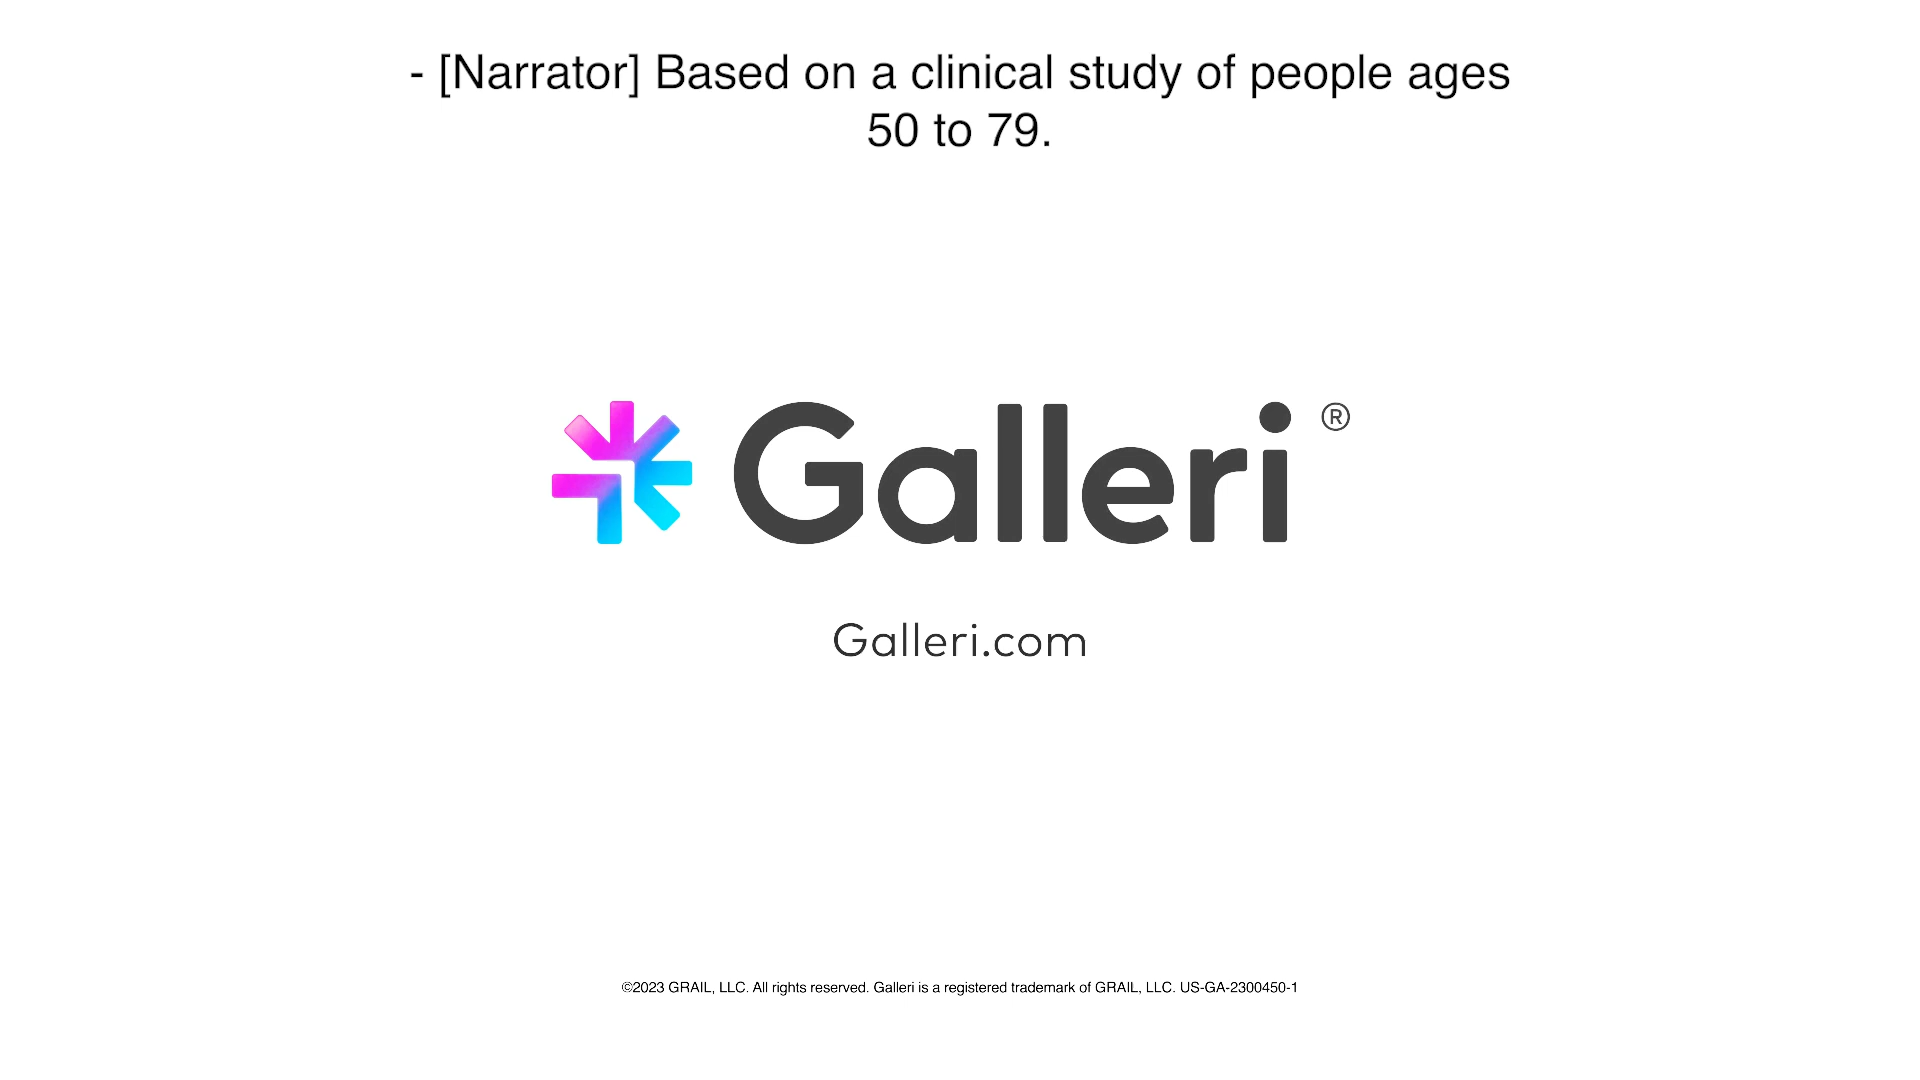 - [Narrator] Based on a clinical study of people ages
50 to 79.
Galleri ®
Galleri.com
©2023 GRAIL, LLC. All rights reserved. Galleri is a registered trademark of GRAIL, LLC. US-GA-2300450-1